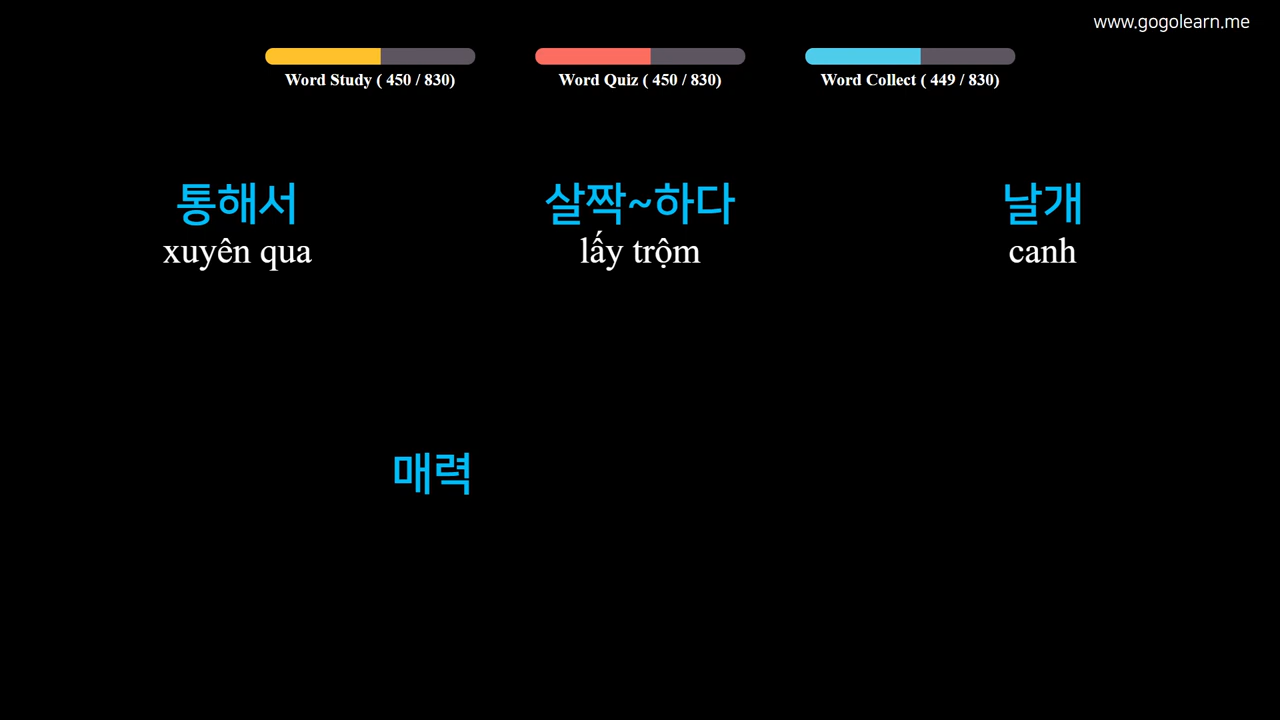 www.gogolearn.me
Word Study ( 450 / 830)
Word Quiz ( 450 / 830)
Word Collect ( 449 / 830)
통해서
살짝~하다
날개
xuyên qua
lấy trộm
canh
매력